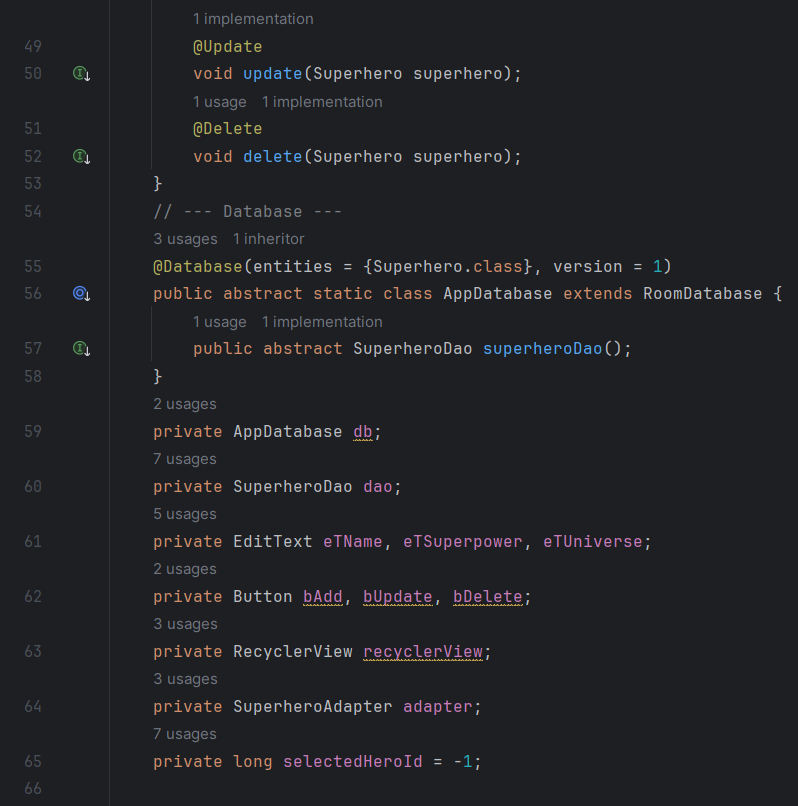 1 implementation
49 @Update
50 void update(Superhero superhero);
1 usage 1 implementation
51 @Delete
52 void delete(Superhero superhero);
53 }
54 // --- Database ---
3 usages 1 inheritor
55 @Database(entities = {Superhero.class}, version = 1)
56 public abstract static class AppDatabase extends RoomDatabase {
1 usage 1 implementation
57 public abstract SuperheroDao superheroDao();
58 }
2 usages
59 private AppDatabase db;
7 usages
60 private SuperheroDao dao;
5 usages
61 private EditText eTName, eTSuperpower, eTUniverse;
2 usages
62 private Button bAdd, bUpdate, bDelete;
3 usages
63 private RecyclerView recyclerView;
3 usages
64 private SuperheroAdapter adapter;
7 usages
65 private long selectedHeroId = -1;
66